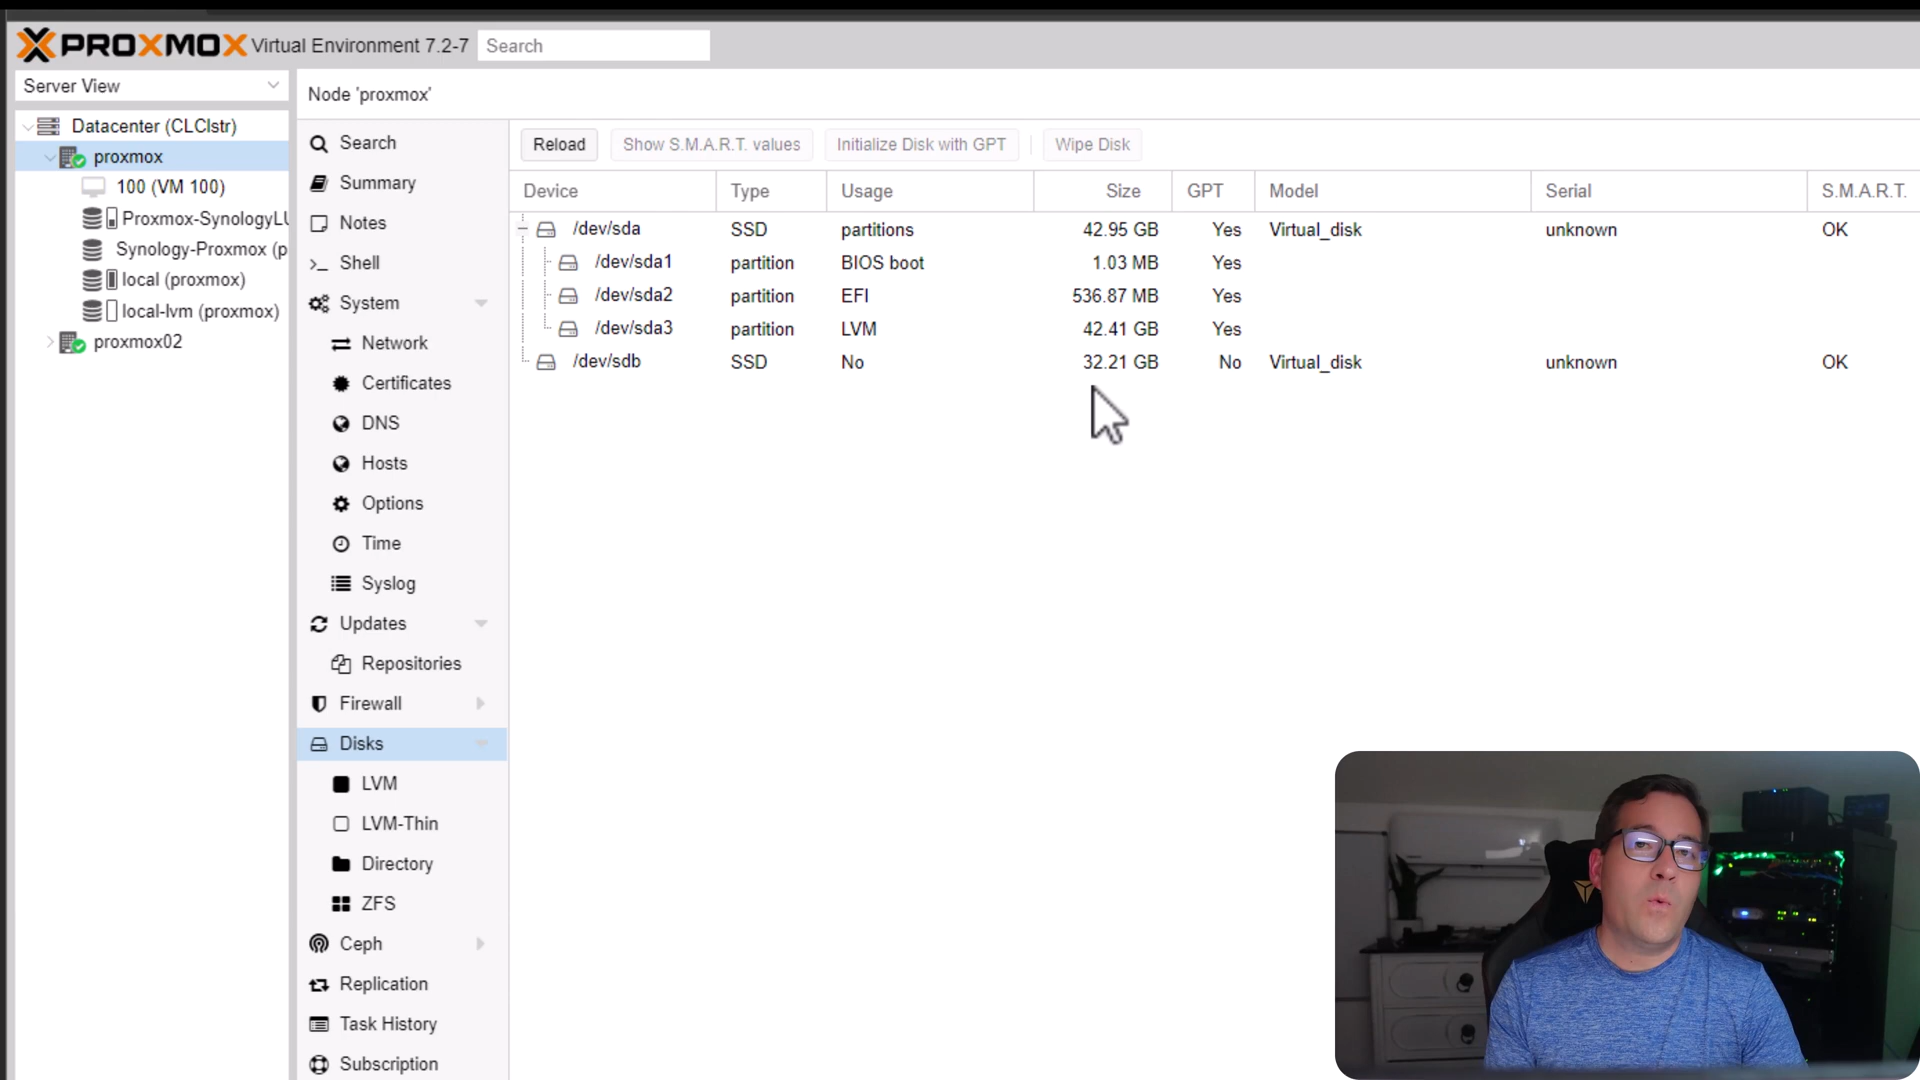 PROXMOX Virtual Environment 7.2-7 Search
Server View
Node 'proxmox'
Datacenter (CLClstr)
proxmox
100 (VM 100)
Proxmox-SynologyLU
Synology-Proxmox (p
local (proxmox)
local-lvm (proxmox)
proxmox02
Search
Summary
Notes
>_ Shell
System
Network
Certificates
DNS
Hosts
Options
Time
Syslog
Updates
Repositories
Firewall
Disks
LVM
LVM-Thin
Directory
ZFS
Ceph
Replication
Task History
Subscription
Reload Show S.M.A.R.T. values Initialize Disk with GPT Wipe Disk
Device Type Usage Size GPT Model Serial S.M.A.R.T.
/dev/sda SSD partitions 42.95 GB Yes Virtual_disk unknown OK
/dev/sda1 partition BIOS boot 1.03 MB Yes
/dev/sda2 partition EFI 536.87 MB Yes
/dev/sda3 partition LVM 42.41 GB Yes
/dev/sdb SSD No 32.21 GB No Virtual_disk unknown OK